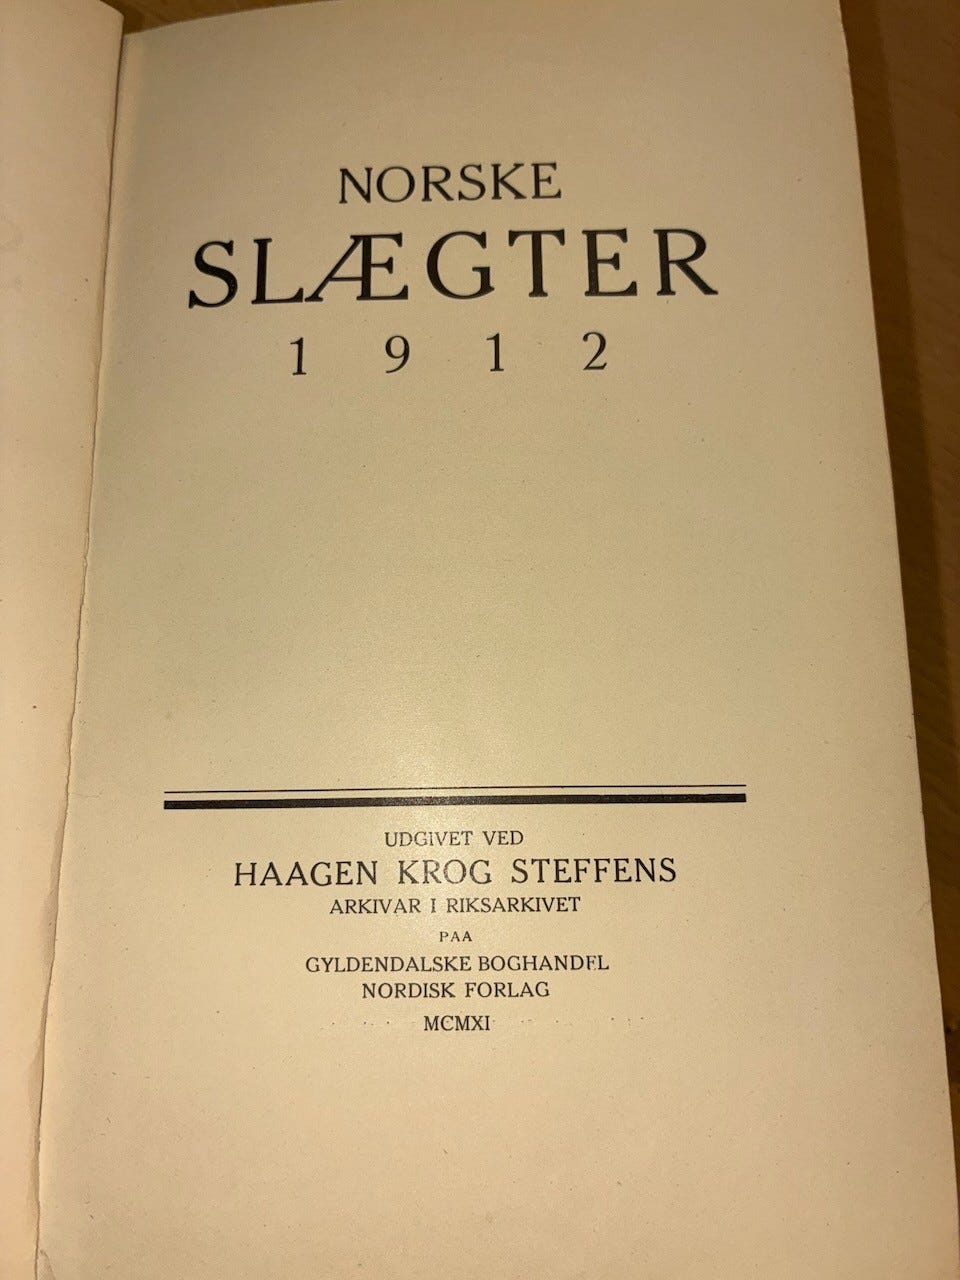 NORSKE
SLÆGTER
1912
UDGIVET VED
HAAGEN KROG STEFFENS
ARKIVAR I RIKSARKIVET
PAA
GYLDENDALSKE BOGHANDEL
NORDISK FORLAG
MCMXI